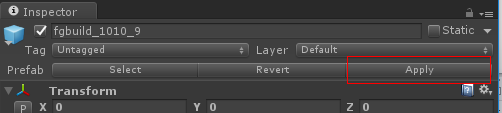 Inspector
fgbuild_1010_9 Static
Tag Untagged Layer Default
Prefab Select Revert Apply
Transform
P X 0 Y 0 Z 0